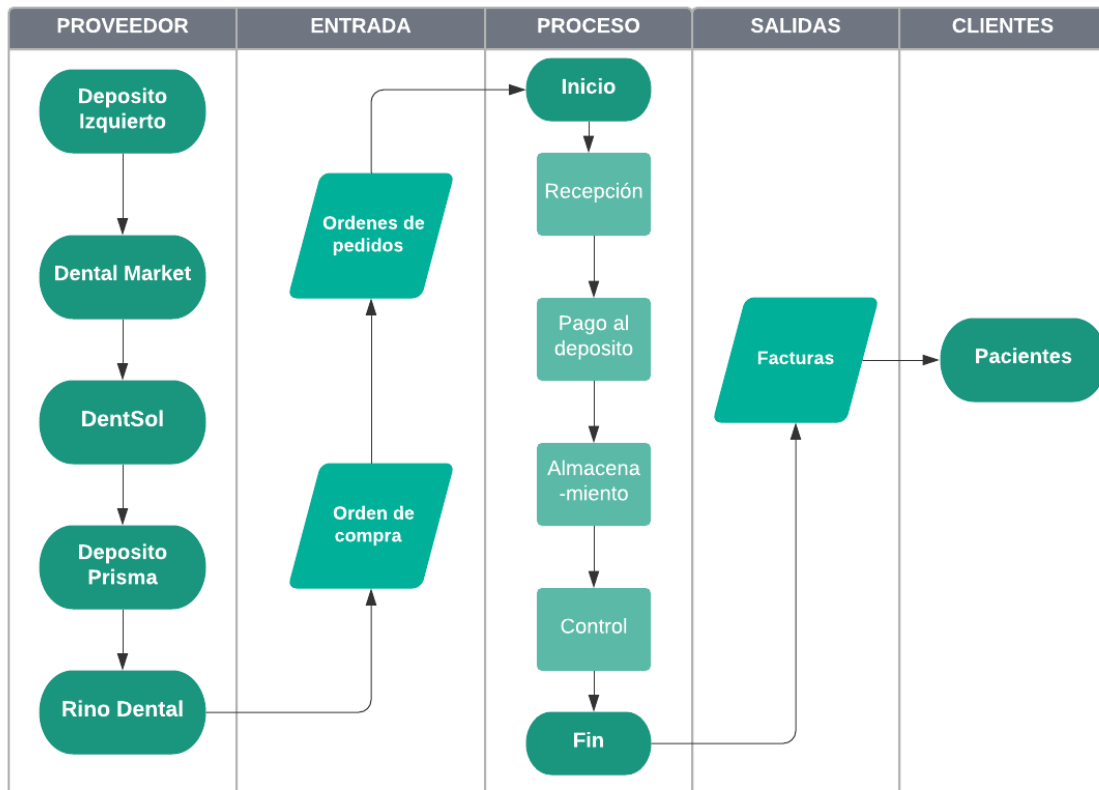 PROVEEDOR
ENTRADA
PROCESO
SALIDAS
CLIENTES
Deposito
Izquierto
Dental Market
DentSol
Deposito
Prisma
Rino Dental
Ordenes de
pedidos
Orden de
compra
Inicio
Recepción
Pago al
deposito
Almacena
-miento
Control
Fin
Facturas
Pacientes